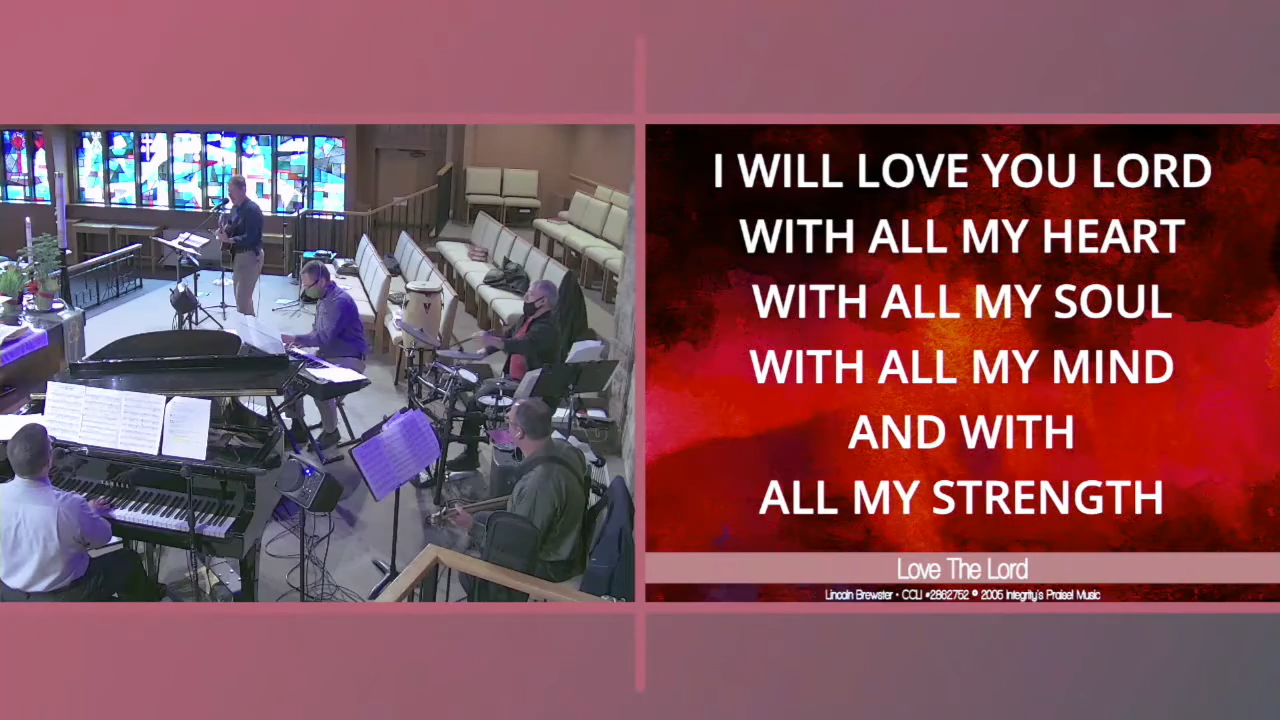 I WILL LOVE YOU LORD
WITH ALL MY HEART
WITH ALL MY SOUL
WITH ALL MY MIND
AND WITH
ALL MY STRENGTH
Love The Lord
Lincoln Brewster • CCLI #2862752 © 2005 Integrity's Praise! Music